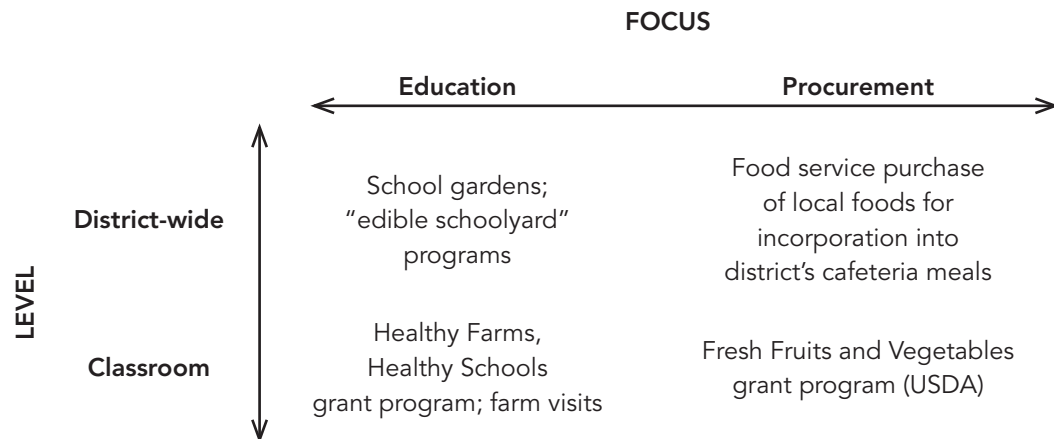 FOCUS
Education
Procurement
LEVEL
District-wide
School gardens;
“edible schoolyard”
programs
Food service purchase
of local foods for
incorporation into
district’s cafeteria meals
Classroom
Healthy Farms,
Healthy Schools
grant program; farm visits
Fresh Fruits and Vegetables
grant program (USDA)